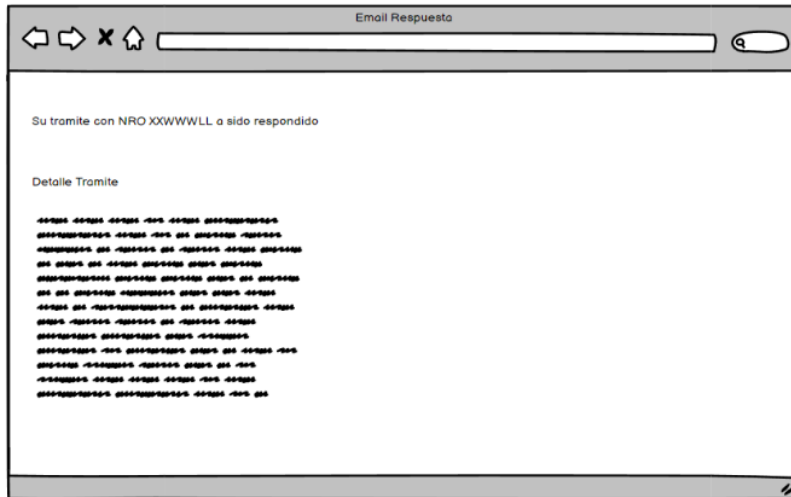 Email Respuesta
Su tramite con NRO XXWWWLL a sido respondido
Detalle Tramite